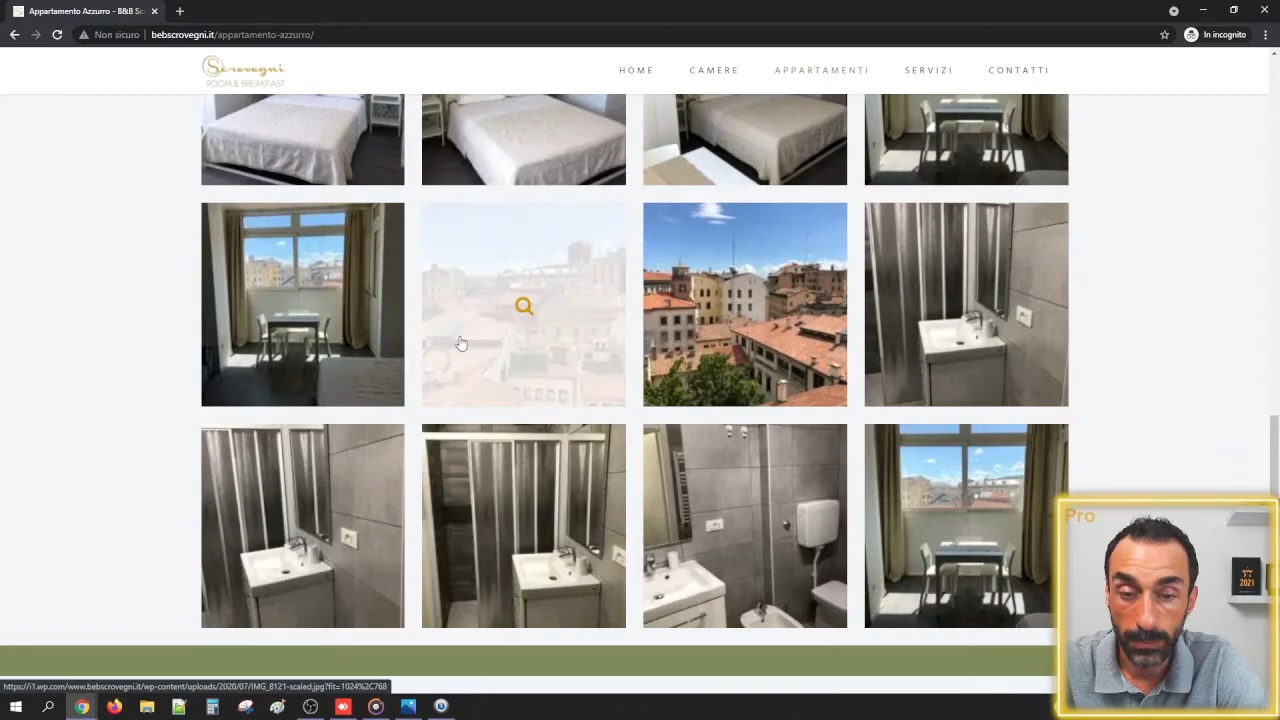 Appartamento Azzurro – B&B Sc
Non sicuro
bebscrovegni.it/appartamento-azzurro/
In incognito
Scrovegni
ROOM & BREAKFAST
HOME
CAMERE
APPARTAMENTI
SERVIZI
CONTATTI
Pro
2021
https://i1.wp.com/www.bebscrovegni.it/wp-content/uploads/2020/07/IMG_8121-scaled.jpg?fit=1024%2C768